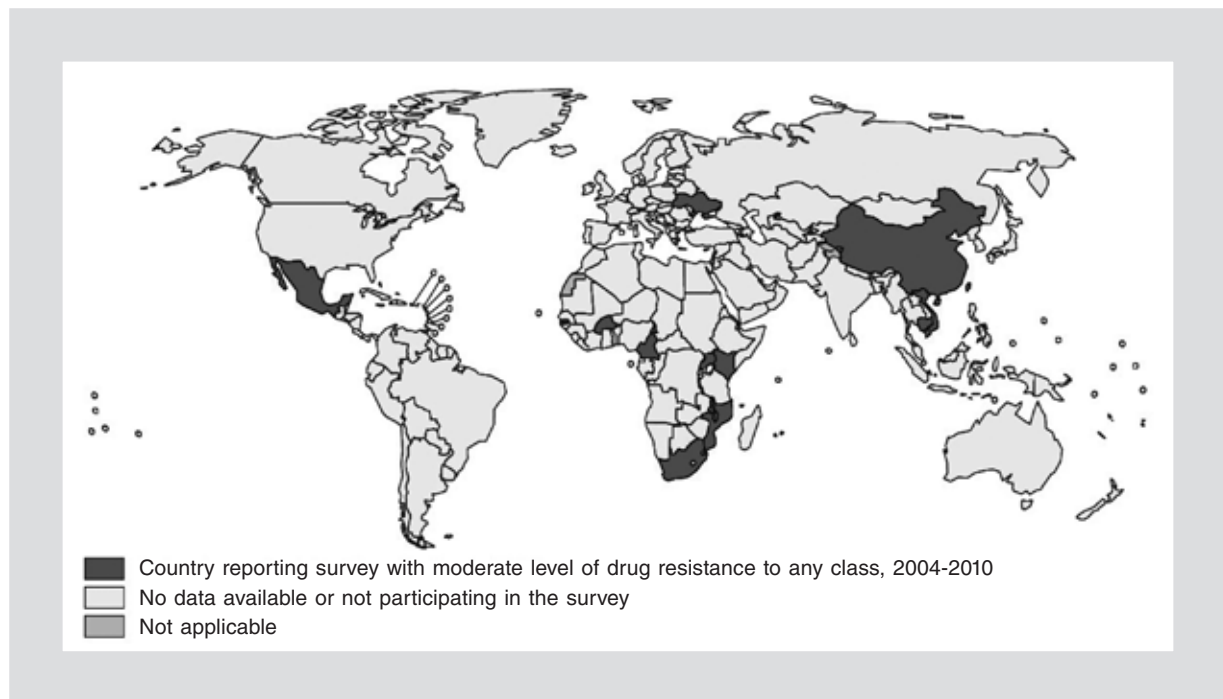 Country reporting survey with moderate level of drug resistance to any class, 2004-2010
No data available or not participating in the survey
Not applicable